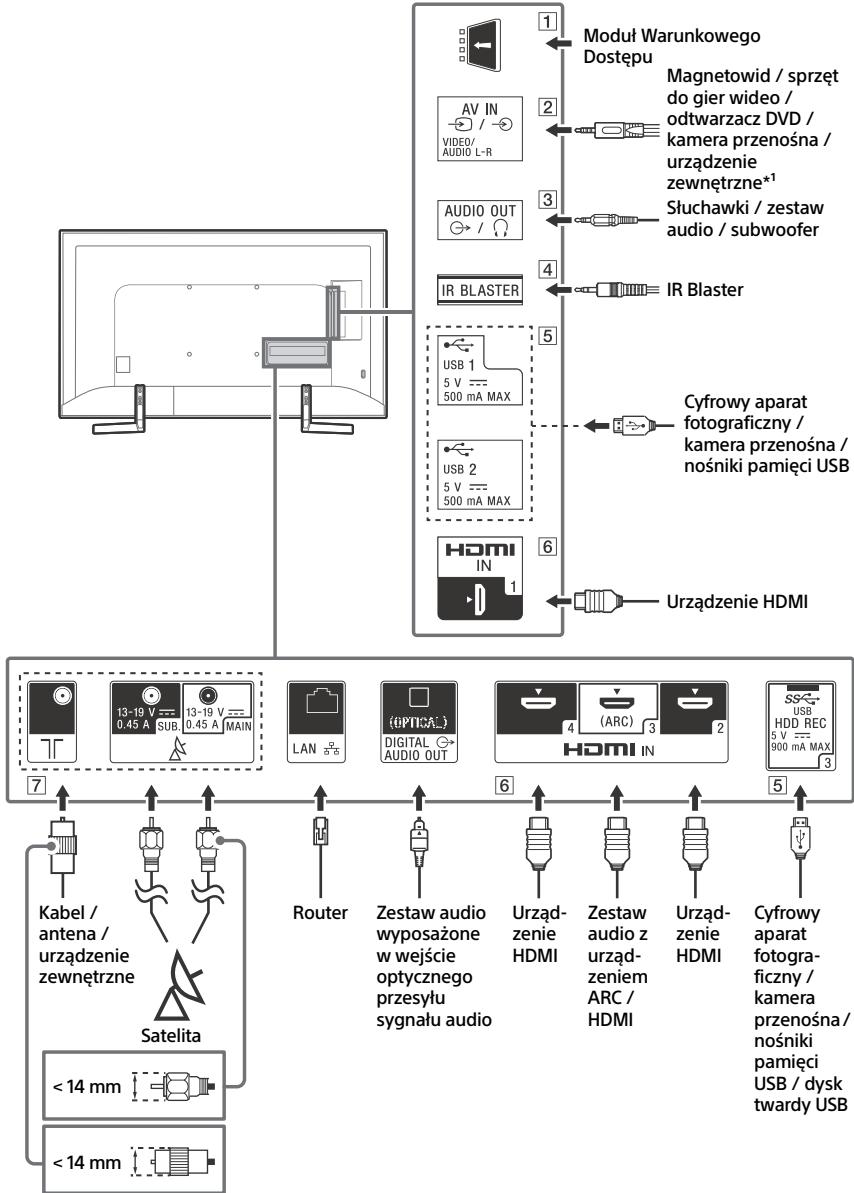 1
Moduł Warunkowego
Dostępu
2
AV IN
/
VIDEO/
AUDIO L-R
Magnetowid / sprzęt
do gier wideo /
odtwarzacz DVD /
kamera przenośna /
urządzenie
zewnętrzne*1
3
AUDIO OUT
/
Słuchawki / zestaw
audio / subwoofer
4
IR BLASTER
IR Blaster
5
USB 1
5 V
500 mA MAX
USB 2
5 V
500 mA MAX
Cyfrowy aparat
fotograficzny /
kamera przenośna /
nośniki pamięci USB
6
HDMI
IN
1
Urządzenie HDMI
7
13-19 V
0.45 A
SUB.
13-19 V
0.45 A
MAIN
LAN
(OPTICAL)
DIGITAL
AUDIO OUT
6
4
(ARC)
3
2
HDMI IN
5
SS
USB
HDD REC
5 V
900 mA MAX
3
Kabel /
antena /
urządzenie
zewnętrzne
Satelita
Router
Zestaw audio
wyposażone
w wejście
optycznego
przesyłu
sygnału audio
Urząd-
zenie
HDMI
Zestaw
audio z
urząd-
zeniem
ARC /
HDMI
Urząd-
zenie
HDMI
Cyfrowy
aparat
fotogra-
ficzny /
kamera
przenośna /
nośniki
pamięci
USB / dysk
twardy USB
< 14 mm
< 14 mm